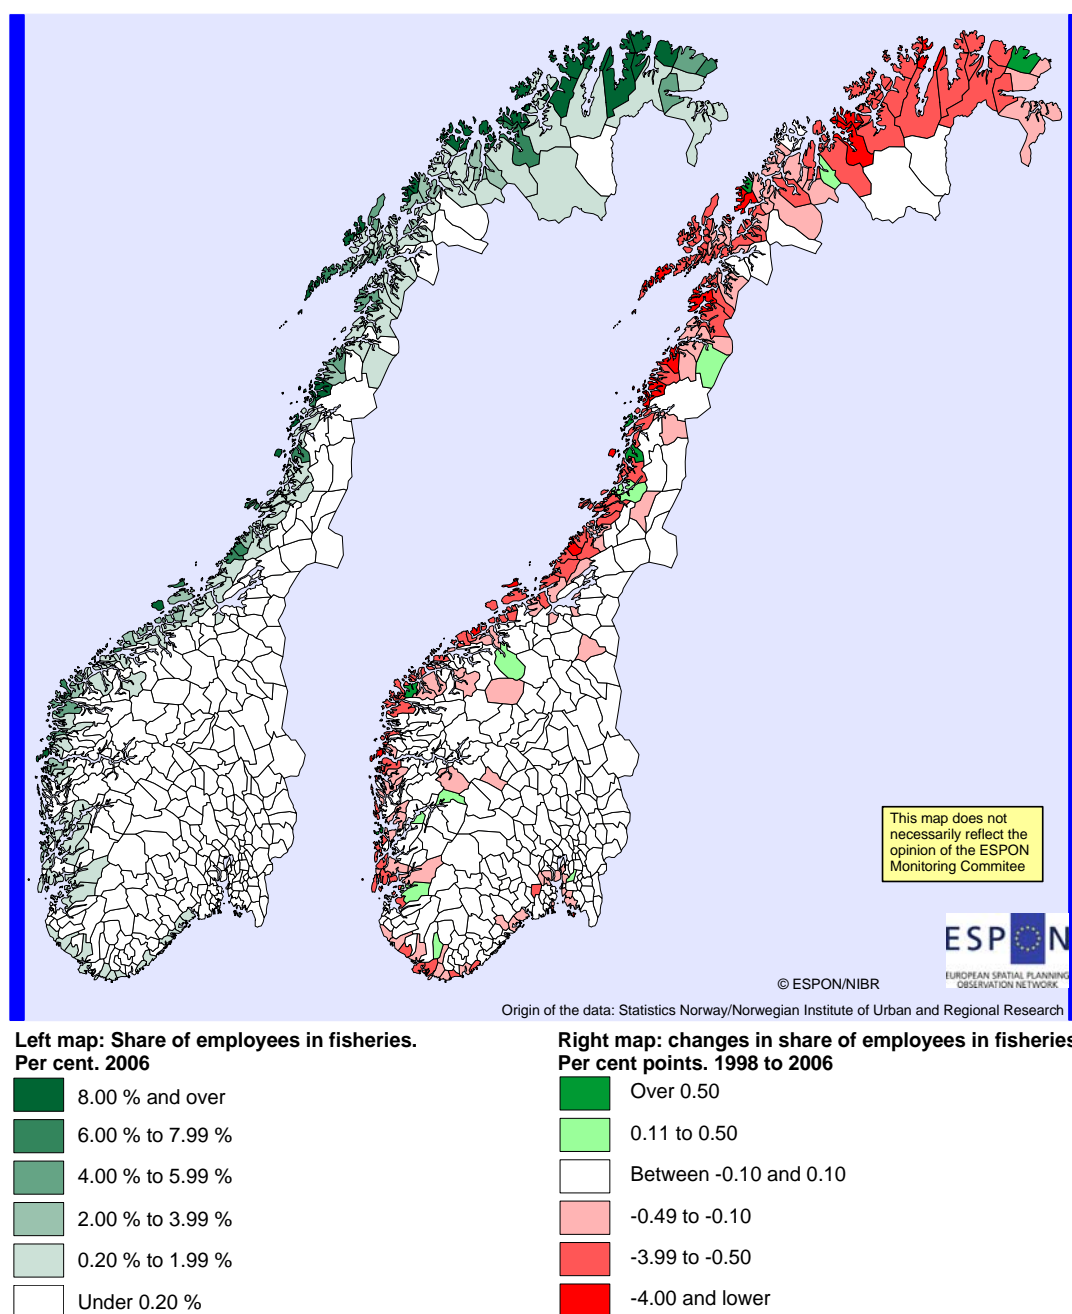 This map does not
necessarily reflect the
opinion of the ESPON
Monitoring Commitee
ESPON
EUROPEAN SPATIAL PLANNING
OBSERVATION NETWORK
© ESPON/NIBR
Origin of the data: Statistics Norway/Norwegian Institute of Urban and Regional Research
Left map: Share of employees in fisheries.
Per cent. 2006
8.00 % and over
6.00 % to 7.99 %
4.00 % to 5.99 %
2.00 % to 3.99 %
0.20 % to 1.99 %
Under 0.20 %
Right map: changes in share of employees in fisheries
Per cent points. 1998 to 2006
Over 0.50
0.11 to 0.50
Between -0.10 and 0.10
-0.49 to -0.10
-3.99 to -0.50
-4.00 and lower